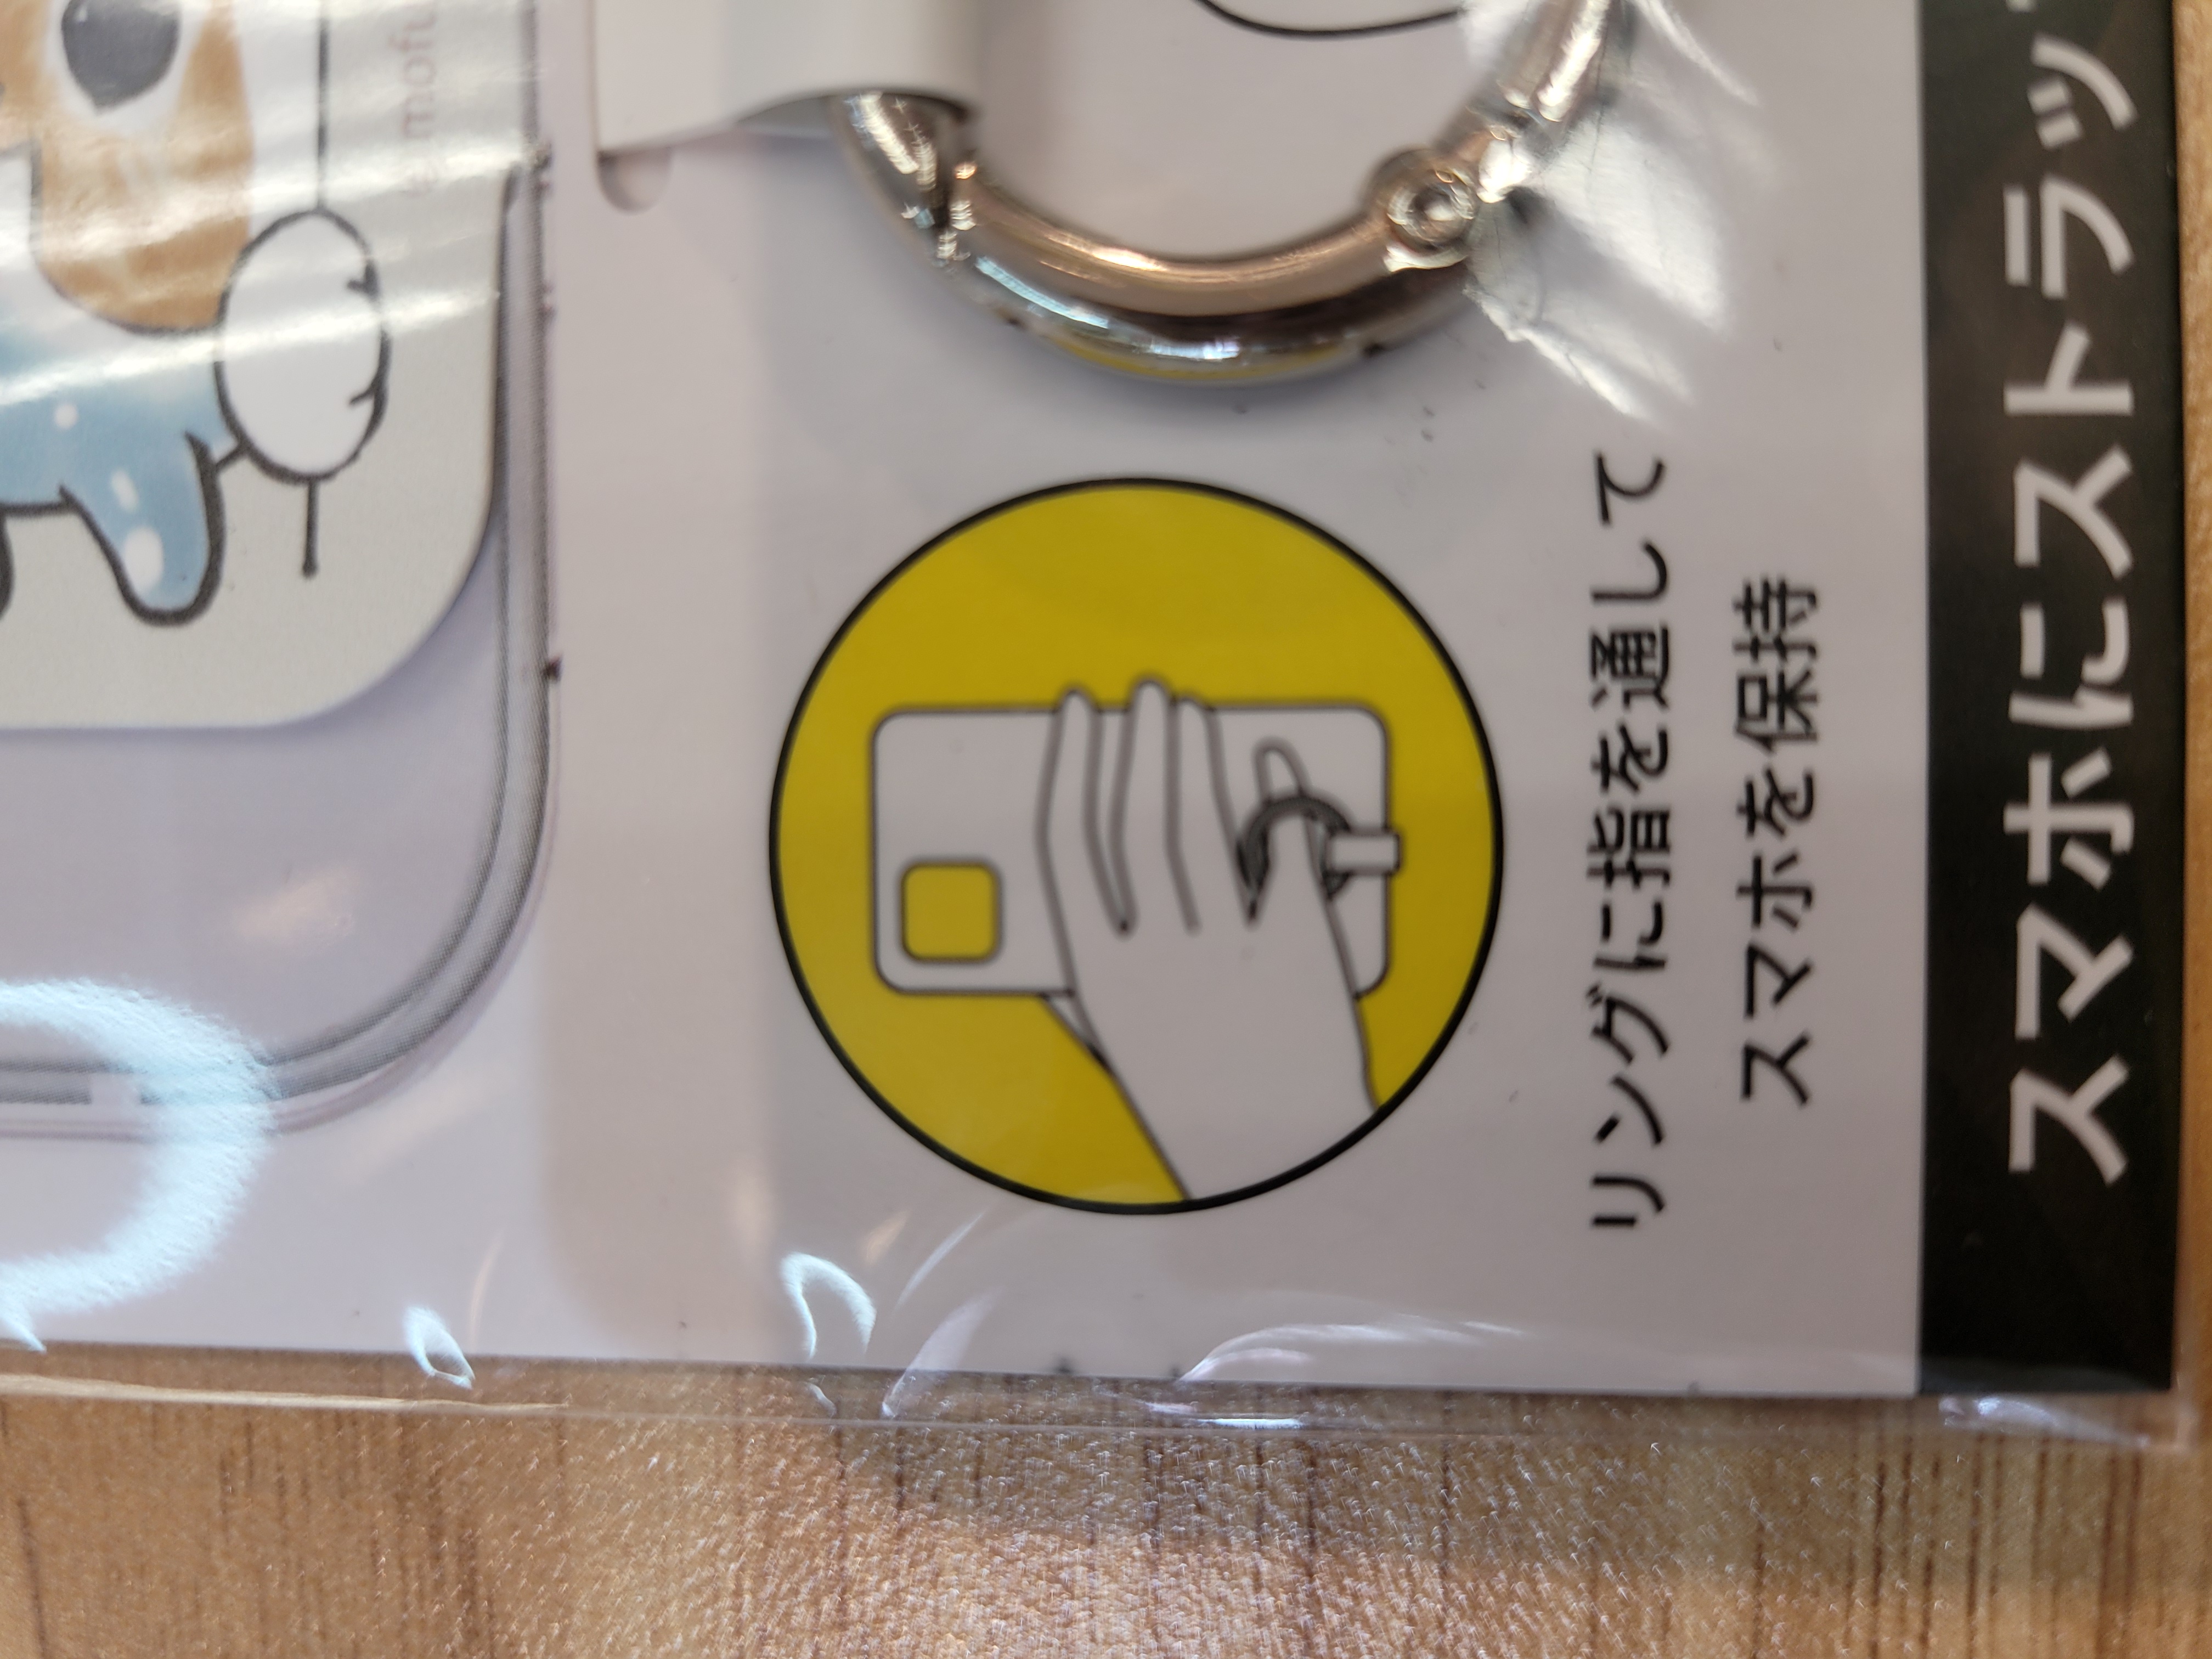 リングに指を通して
スマホを保持
スマホにストラッ
mofu